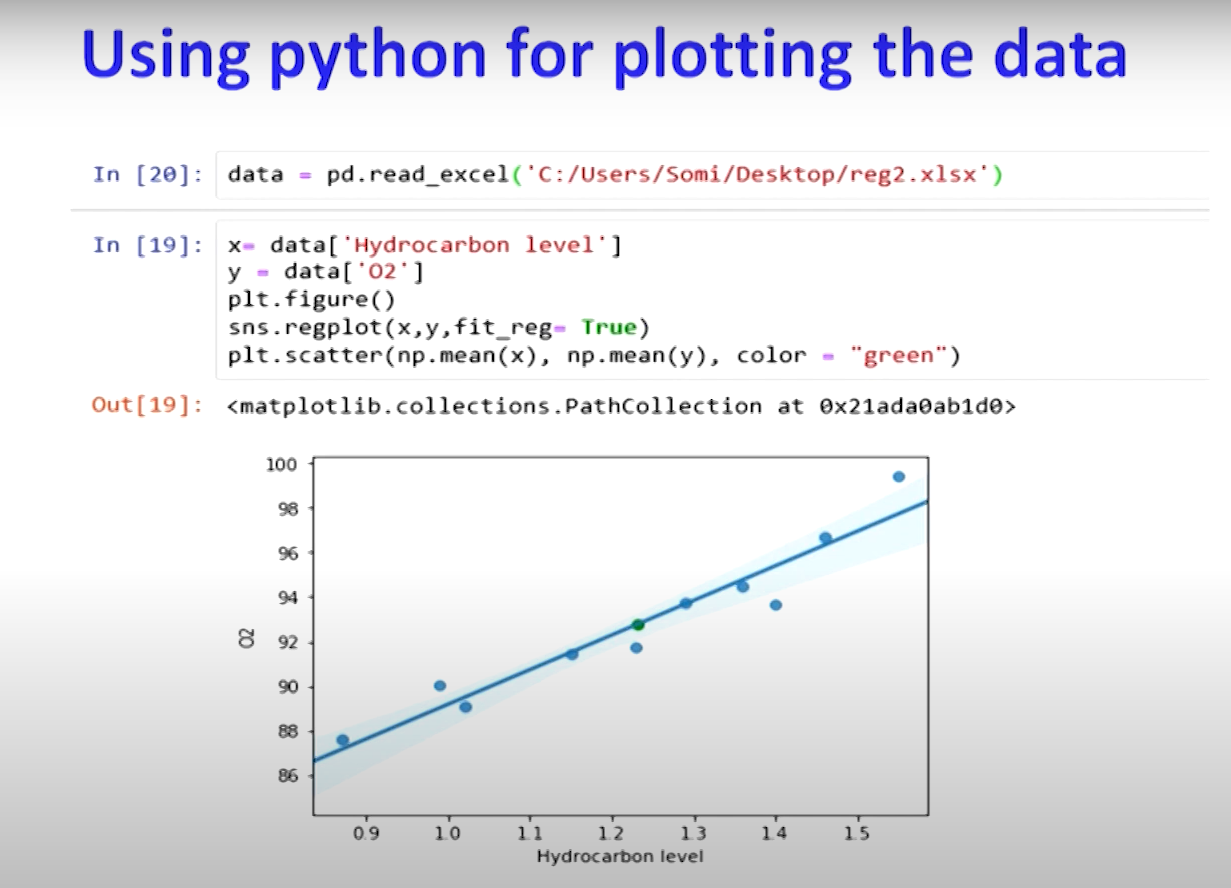 Using python for plotting the data
In [20]: data = pd.read_excel('C:/Users/Somi/Desktop/reg2.xlsx')
In [19]: x= data['Hydrocarbon level']
y = data['O2']
plt.figure()
sns.regplot(x,y,fit_reg= True)
plt.scatter(np.mean(x), np.mean(y), color = "green")
Out[19]: <matplotlib.collections.PathCollection at 0x21ada0ab1d0>
100
98
96
94
92
90
88
86
O2
0.9 1.0 1.1 1.2 1.3 1.4 1.5
Hydrocarbon level